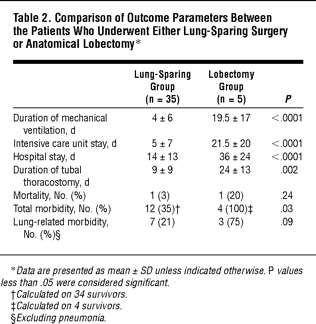 Table 2. Comparison of Outcome Parameters Between
the Patients Who Underwent Either Lung-Sparing Surgery
or Anatomical Lobectomy*
Lung-Sparing Group (n = 35) Lobectomy Group (n = 5) P
Duration of mechanical ventilation, d 4 ± 6 19.5 ± 17 <.0001
Intensive care unit stay, d 5 ± 7 21.5 ± 20 <.0001
Hospital stay, d 14 ± 13 36 ± 24 <.0001
Duration of tubal thoracostomy, d 9 ± 9 24 ± 13 .002
Mortality, No. (%) 1 (3) 1 (20) .24
Total morbidity, No. (%) 12 (35)† 4 (100)‡ .03
Lung-related morbidity, No. (%)§ 7 (21) 3 (75) .09
*Data are presented as mean ± SD unless indicated otherwise. P values
less than .05 were considered significant.
†Calculated on 34 survivors.
‡Calculated on 4 survivors.
§Excluding pneumonia.